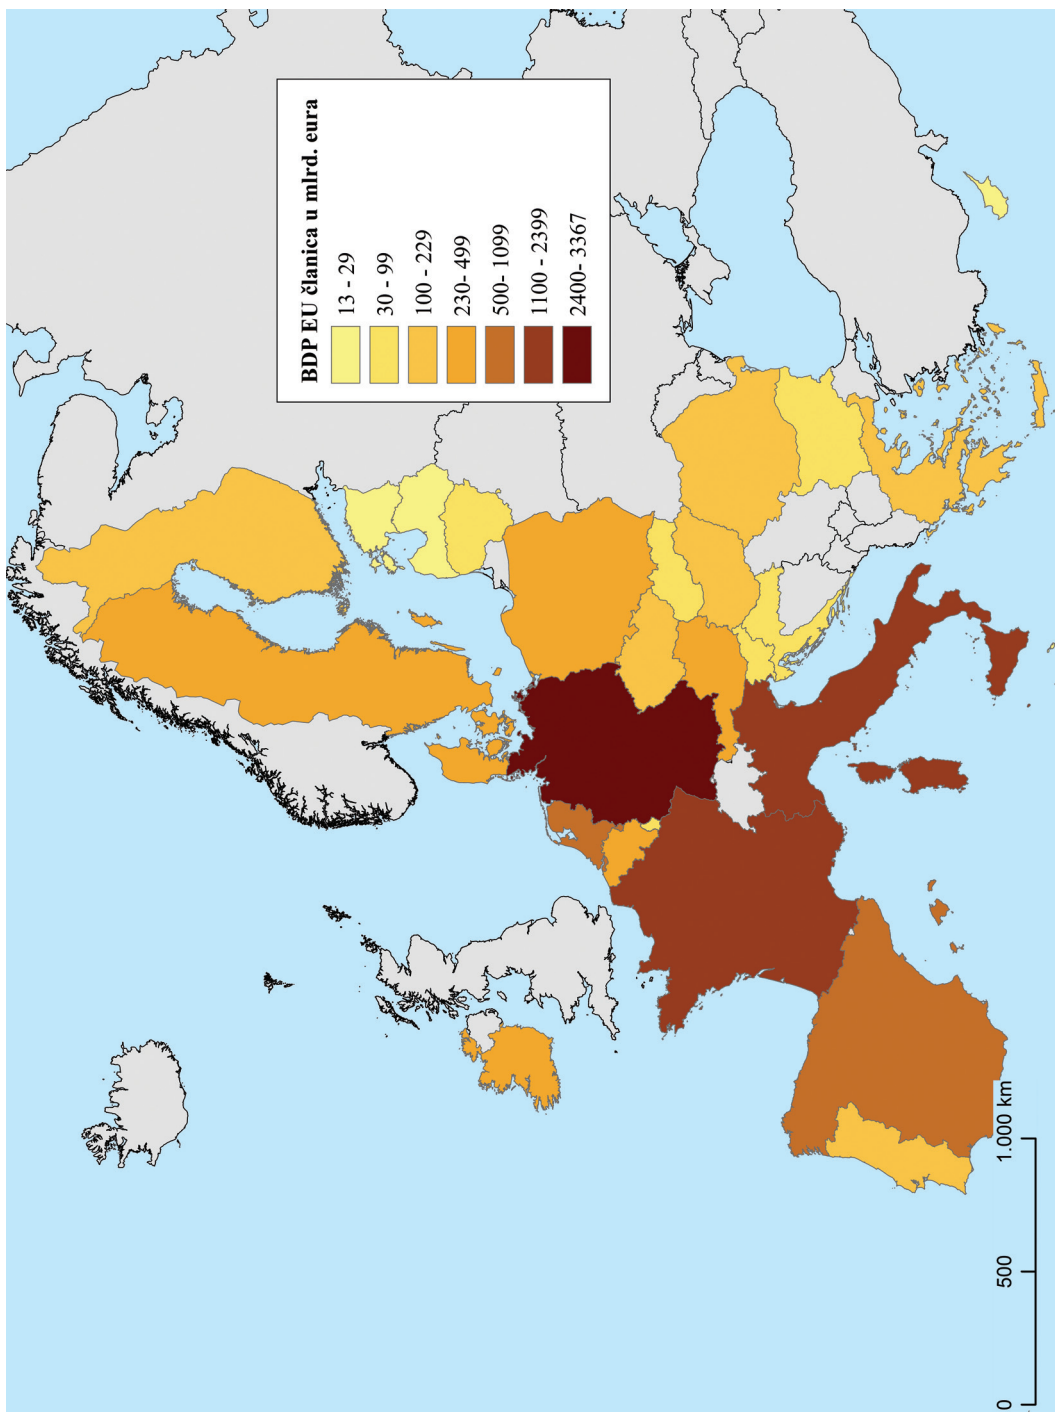 BDP EU članica u mlrd. eura
13 - 29
30 - 99
100 - 229
230- 499
500- 1099
1100 - 2399
2400- 3367
0 500 1.000 km